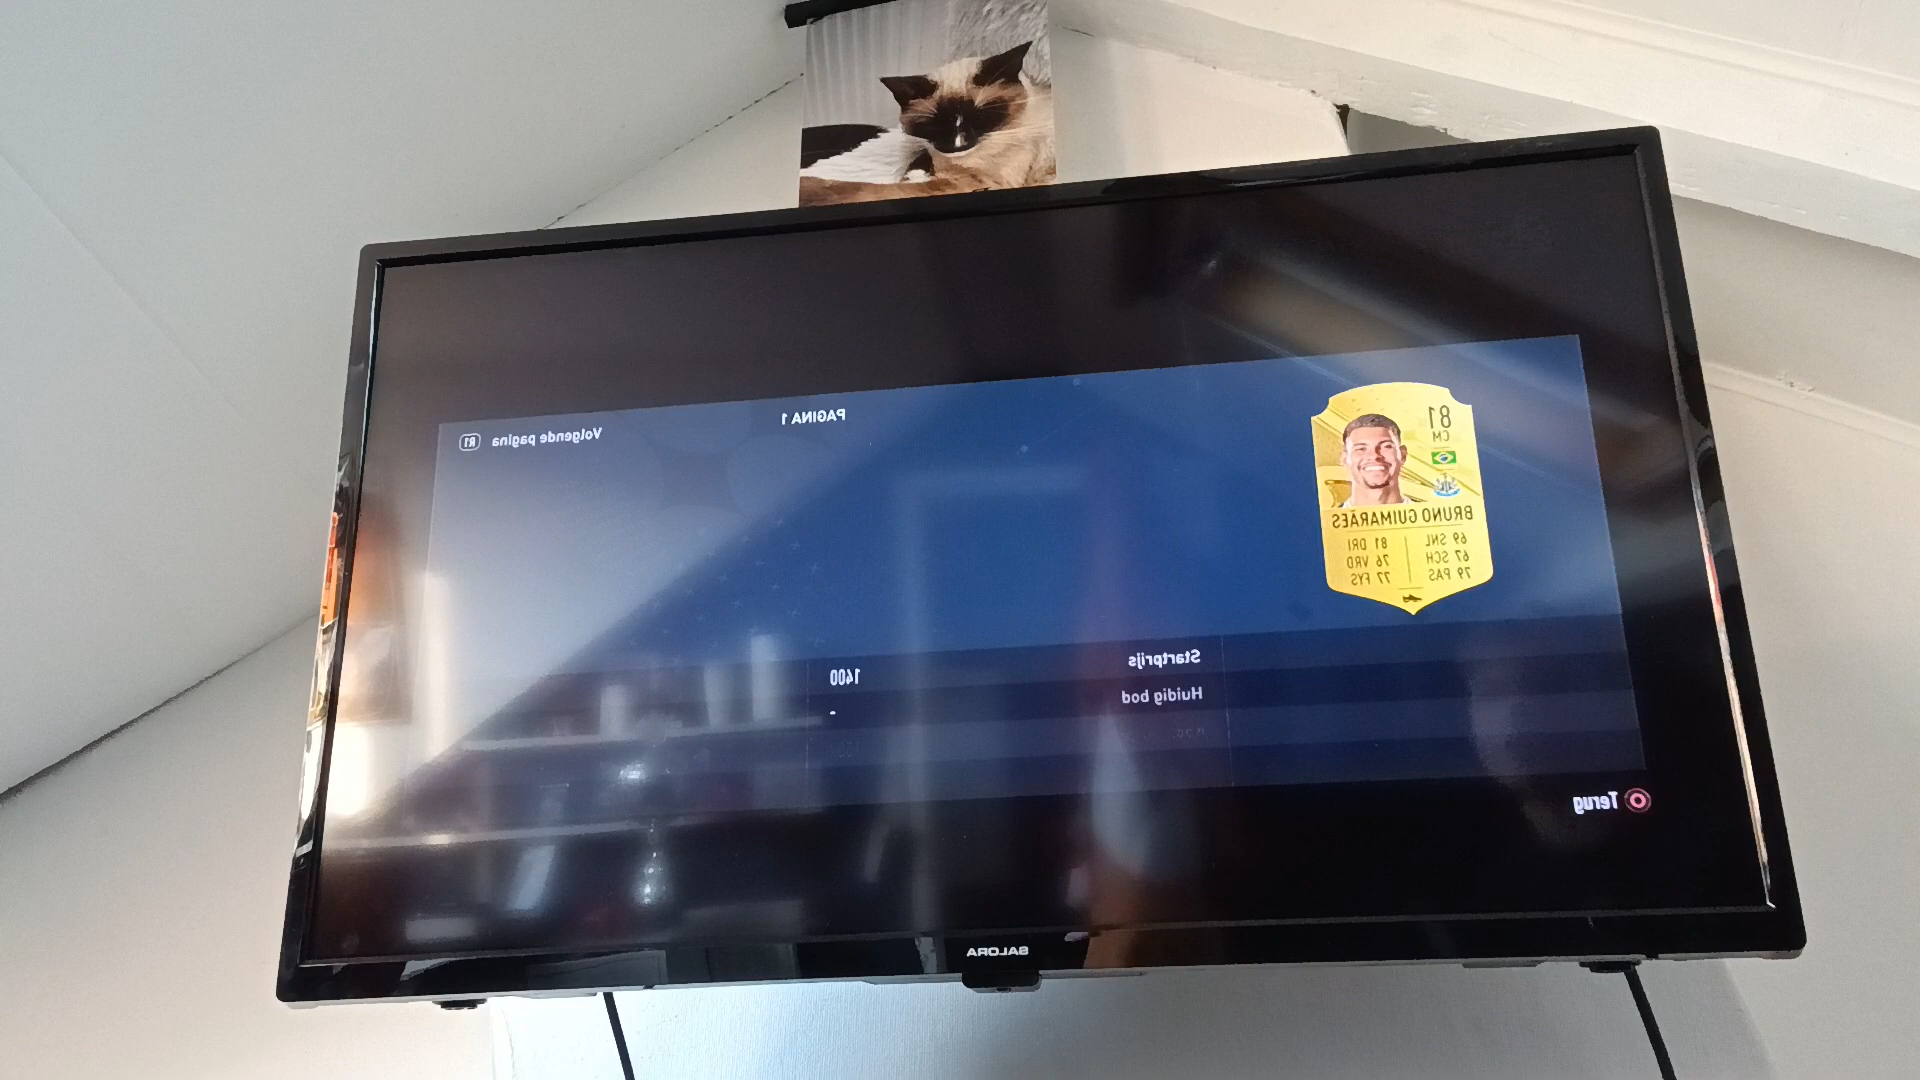 PAGINA 1
Volgende pagina R1
81
CM
BRUNO GUIMARÃES
69 SNL 81 DRI
67 SCH 76 VRD
79 PAS 77 FYS
Startprijs 1400
Huidig bod -
Terug
SALORA